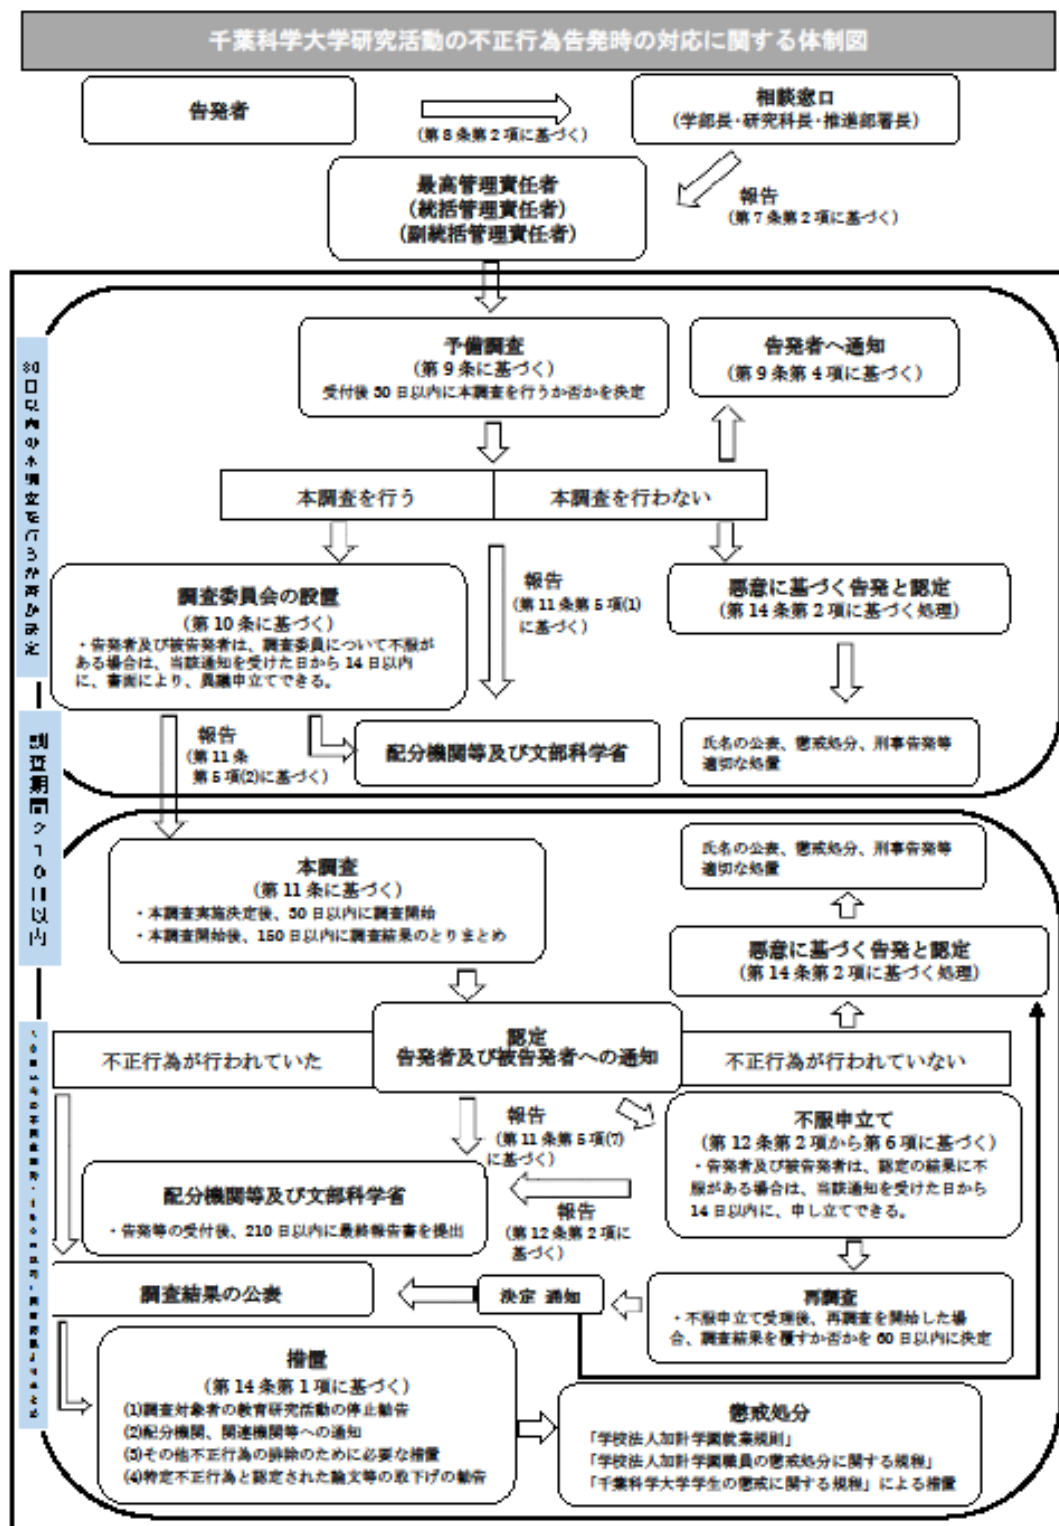 千葉科学大学研究活動の不正行為告発時の対応に関する体制図
告発者
(第8条第2項に基づく)
相談窓口
(学部長・研究科長・推進部署長)
報告
(第7条第2項に基づく)
最高管理責任者
(統括管理責任者)
(副統括管理責任者)
予備調査
(第9条に基づく)
受付後30日以内に本調査を行うか否かを決定
告発者へ通知
(第9条第4項に基づく)
本調査を行う
本調査を行わない
調査委員会の設置
(第10条に基づく)
・告発者及び被告発者は、調査委員について不服が
ある場合は、当該通知を受けた日から14日以内
に、書面により、異議申立てできる。
報告
(第11条第5項(1)
に基づく)
悪意に基づく告発と認定
(第14条第2項に基づく処理)
報告
(第11条
第5項(2)に基づく)
配分機関等及び文部科学省
氏名の公表、懲戒処分、刑事告発等
適切な処置
調査期間210日以内
本調査
(第11条に基づく)
・本調査実施決定後、30日以内に調査開始
・本調査開始後、150日以内に調査結果のとりまとめ
氏名の公表、懲戒処分、刑事告発等
適切な処置
悪意に基づく告発と認定
(第14条第2項に基づく処理)
不正行為が行われていた
認定
告発者及び被告発者への通知
不正行為が行われていない
報告
(第11条第5項(7)
に基づく)
不服申立て
(第12条第2項から第6項に基づく)
・告発者及び被告発者は、認定の結果に不
服がある場合は、当該通知を受けた日から
14日以内に、申し立てできる。
配分機関等及び文部科学省
・告発等の受付後、210日以内に最終報告書を提出
報告
(第12条第2項に
基づく)
調査結果の公表
決定 通知
再調査
・不服申立て受理後、再調査を開始した場
合、調査結果を覆すか否かを60日以内に決定
措置
(第14条第1項に基づく)
(1)調査対象者の教育研究活動の停止勧告
(2)配分機関、関連機関等への通知
(3)その他不正行為の排除のために必要な措置
(4)特定不正行為と認定された論文等の取下げの勧告
懲戒処分
「学校法人加計学園就業規則」
「学校法人加計学園職員の懲戒処分に関する規程」
「千葉科学大学学生の懲戒に関する規程」による措置